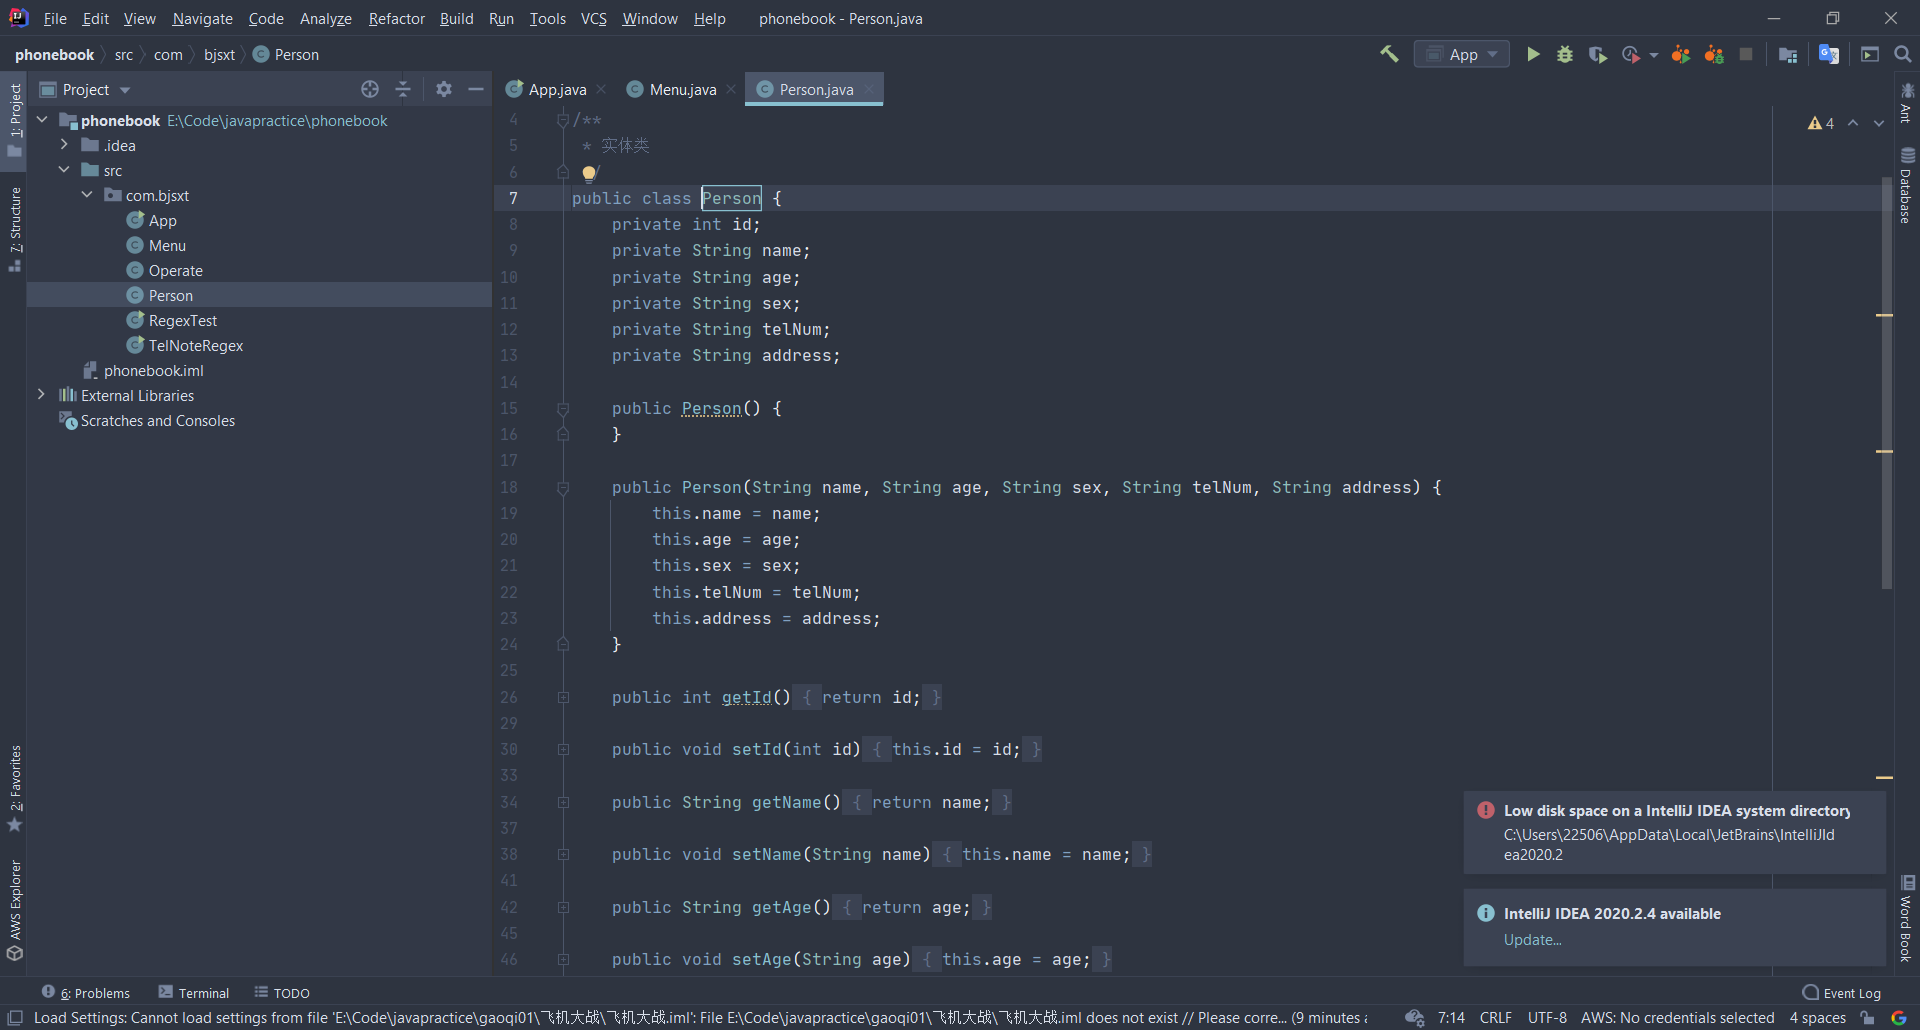 File Edit View Navigate Code Analyze Refactor Build Run Tools VCS Window Help phonebook - Person.java
phonebook src com bjsxt Person App
Project
App.java Menu.java Person.java
1: Project
7: Structure
2: Favorites
AWS Explorer
phonebook E:\Code\javapractice\phonebook
.idea
src
com.bjsxt
App
Menu
Operate
Person
RegexTest
TelNoteRegex
phonebook.iml
External Libraries
Scratches and Consoles
4 /**
5 * 实体类
6 /
7 public class Person {
8 private int id;
9 private String name;
10 private String age;
11 private String sex;
12 private String telNum;
13 private String address;
14
15 public Person() {
16 }
17
18 public Person(String name, String age, String sex, String telNum, String address) {
19 this.name = name;
20 this.age = age;
21 this.sex = sex;
22 this.telNum = telNum;
23 this.address = address;
24 }
25
26 public int getId() { return id; }
29
30 public void setId(int id) { this.id = id; }
33
34 public String getName() { return name; }
37
38 public void setName(String name) { this.name = name; }
41
42 public String getAge() { return age; }
45
46 public void setAge(String age) { this.age = age; }
4
Ant
Database
Word Book
Low disk space on a IntelliJ IDEA system directory
C:\Users\22506\AppData\Local\JetBrains\IntelliJId
ea2020.2
IntelliJ IDEA 2020.2.4 available
Update...
6: Problems Terminal TODO Event Log
Load Settings: Cannot load settings from file 'E:\Code\javapractice\gaoqi01\飞机大战\飞机大战.iml': File E:\Code\javapractice\gaoqi01\飞机大战\飞机大战.iml does not exist // Please corre... (9 minutes a 7:14 CRLF UTF-8 AWS: No credentials selected 4 spaces